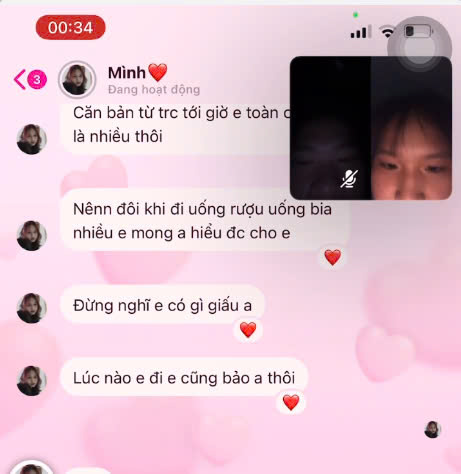 00:34
3
Mình❤️
Đang hoạt động
Căn bản từ trc tới giờ e toàn
là nhiều thôi
Nênn đôi khi đi uống rượu uống bia
nhiều e mong a hiểu đc cho e
Đừng nghĩ e có gì giấu a
Lúc nào e đi e cũng bảo a thôi